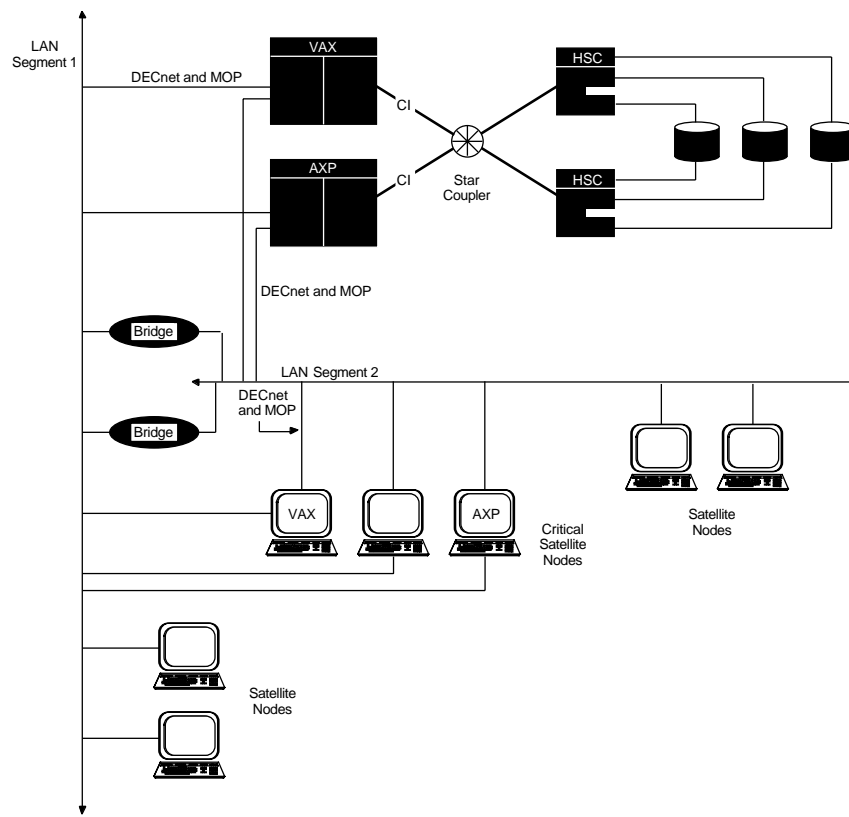 LAN
Segment 1
VAX
HSC
DECnet and MOP
CI
AXP
HSC
CI
Star
Coupler
DECnet and MOP
Bridge
LAN Segment 2
DECnet
and MOP
Bridge
VAX
AXP
Critical
Satellite
Nodes
Satellite
Nodes
Satellite
Nodes